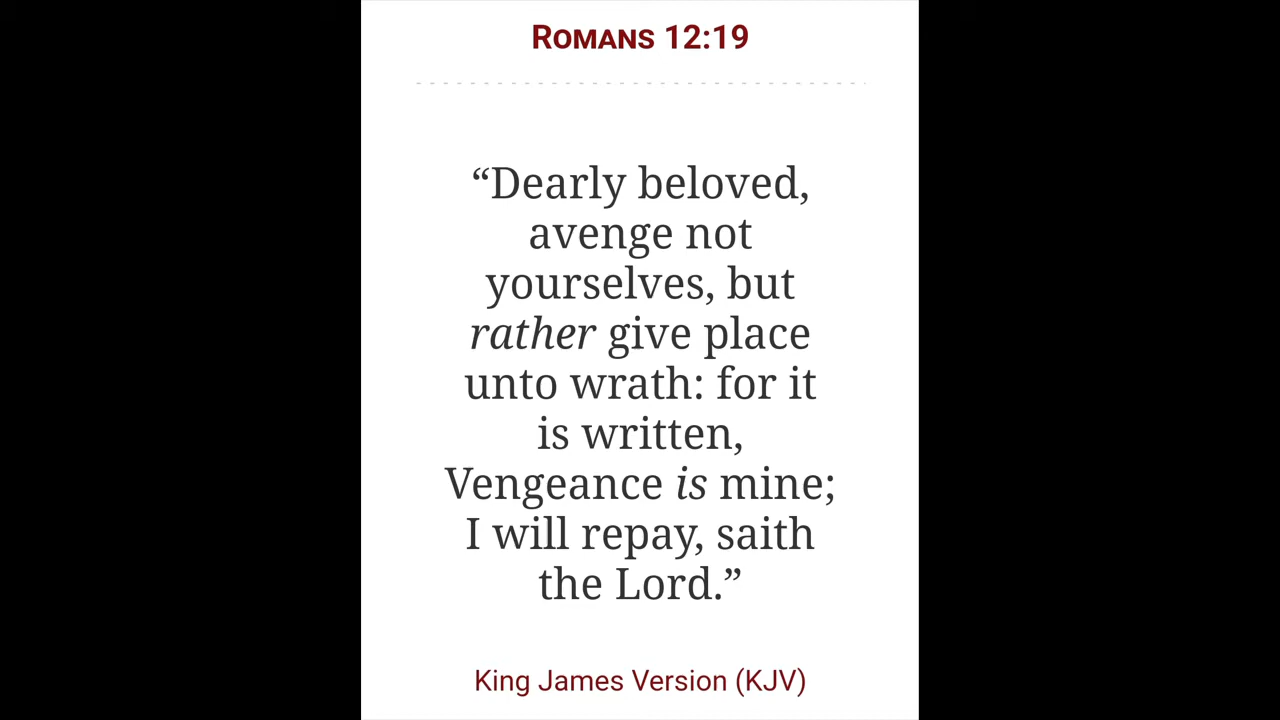 ROMANS 12:19
“Dearly beloved,
avenge not
yourselves, but
rather give place
unto wrath: for it
is written,
Vengeance is mine;
I will repay, saith
the Lord.”
King James Version (KJV)